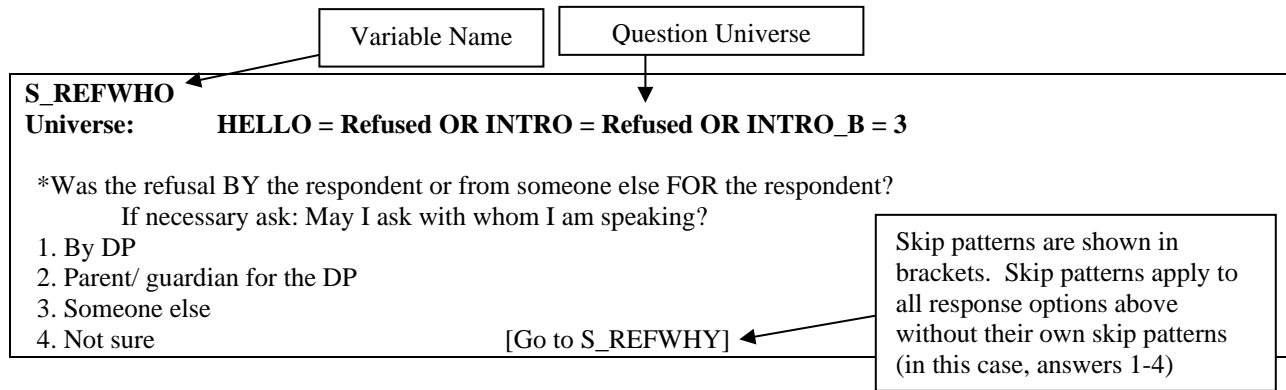 Variable Name
Question Universe
S_REFWHO
Universe: HELLO = Refused OR INTRO = Refused OR INTRO_B = 3
*Was the refusal BY the respondent or from someone else FOR the respondent?
If necessary ask: May I ask with whom I am speaking?
1. By DP
2. Parent/ guardian for the DP
3. Someone else
4. Not sure [Go to S_REFWHY]
Skip patterns are shown in
brackets. Skip patterns apply to
all response options above
without their own skip patterns
(in this case, answers 1-4)